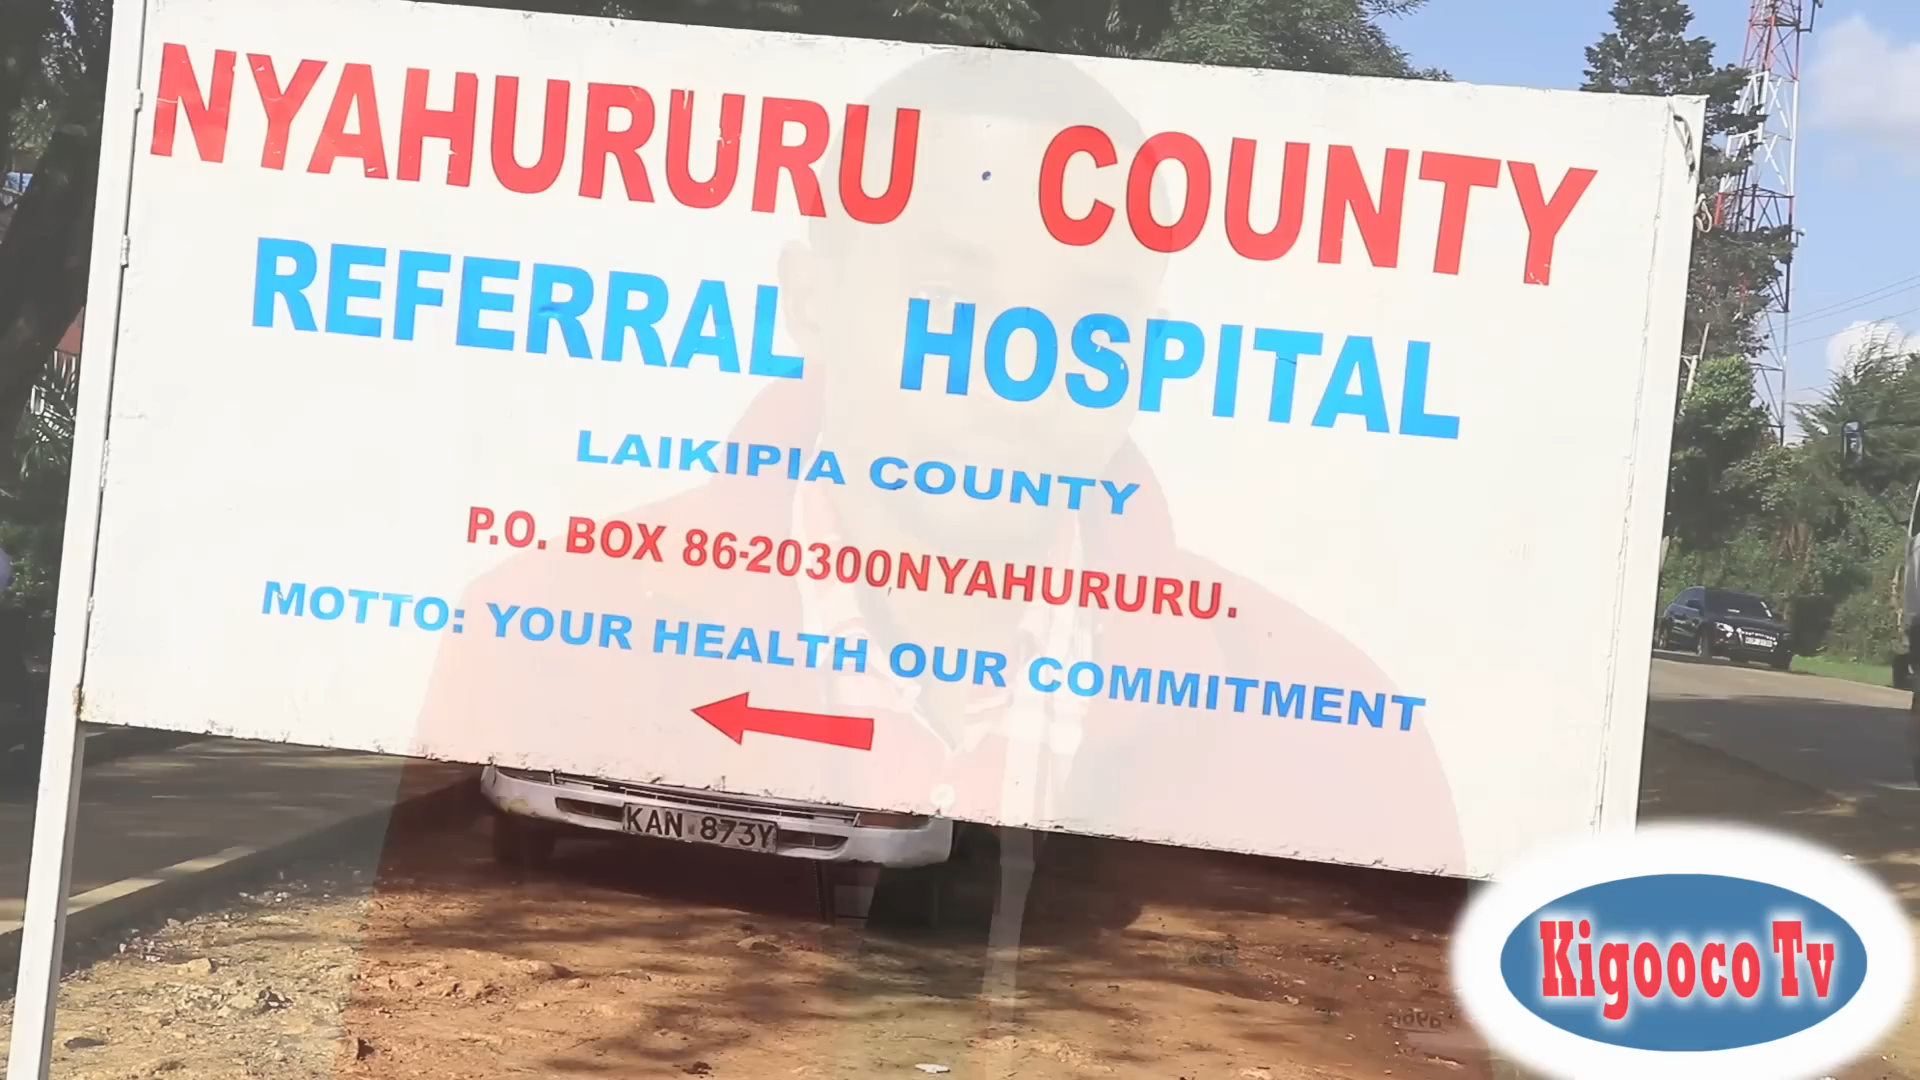 NYAHURURU COUNTY
REFERRAL HOSPITAL
LAIKIPIA COUNTY
P.O. BOX 86-20300NYAHURURU.
MOTTO: YOUR HEALTH OUR COMMITMENT
KAN 873Y
Kigooco Tv